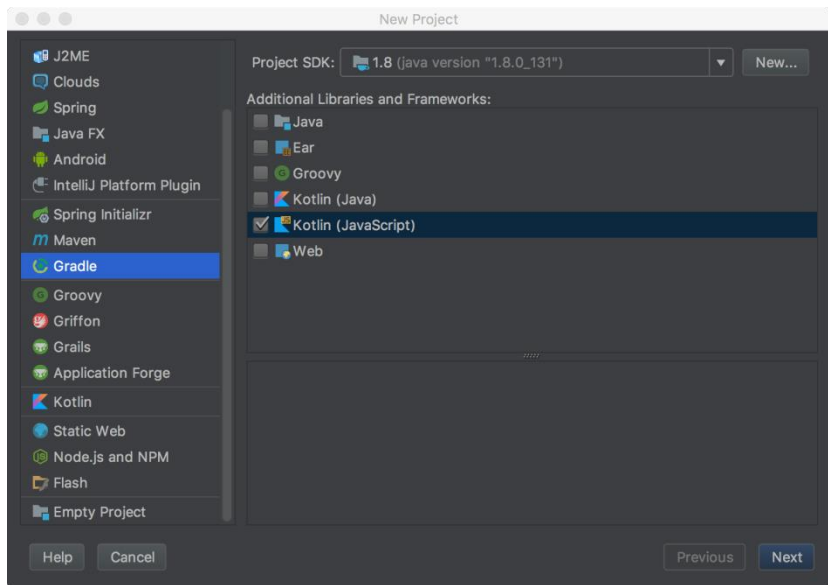 New Project
J2ME
Clouds
Spring
Java FX
Android
IntelliJ Platform Plugin
Spring Initializr
Maven
Gradle
Groovy
Griffon
Grails
Application Forge
Kotlin
Static Web
Node.js and NPM
Flash
Empty Project
Project SDK: 1.8 (java version "1.8.0_131") New...
Additional Libraries and Frameworks:
Java
Ear
Groovy
Kotlin (Java)
Kotlin (JavaScript)
Web
Help Cancel Previous Next